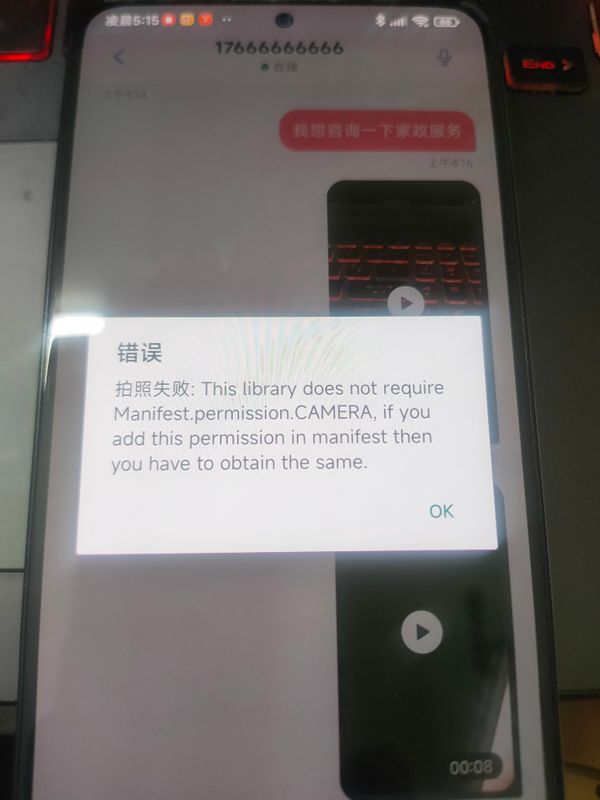 凌晨5:15
88
17666666666
在线
上午4:14
我想咨询一下家政服务
上午4:16
END
错误
拍照失败: This library does not require
Manifest.permission.CAMERA, if you
add this permission in manifest then
you have to obtain the same.
OK
00:08